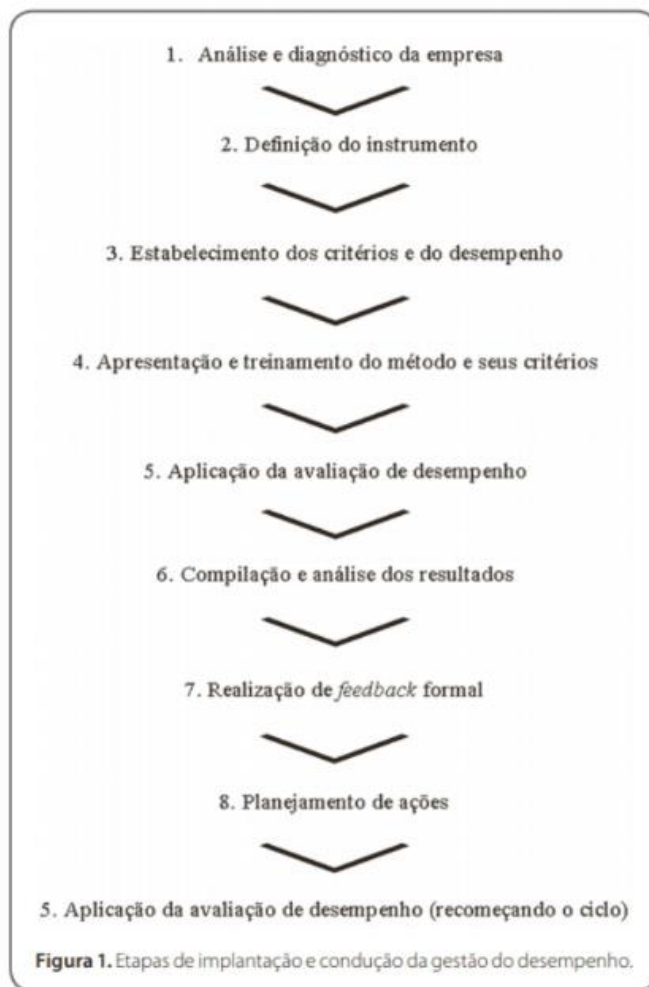 1. Análise e diagnóstico da empresa
2. Definição do instrumento
3. Estabelecimento dos critérios e do desempenho
4. Apresentação e treinamento do método e seus critérios
5. Aplicação da avaliação de desempenho
6. Compilação e análise dos resultados
7. Realização de feedback formal
8. Planejamento de ações
5. Aplicação da avaliação de desempenho (recomeçando o ciclo)
Figura 1. Etapas de implantação e condução da gestão do desempenho.